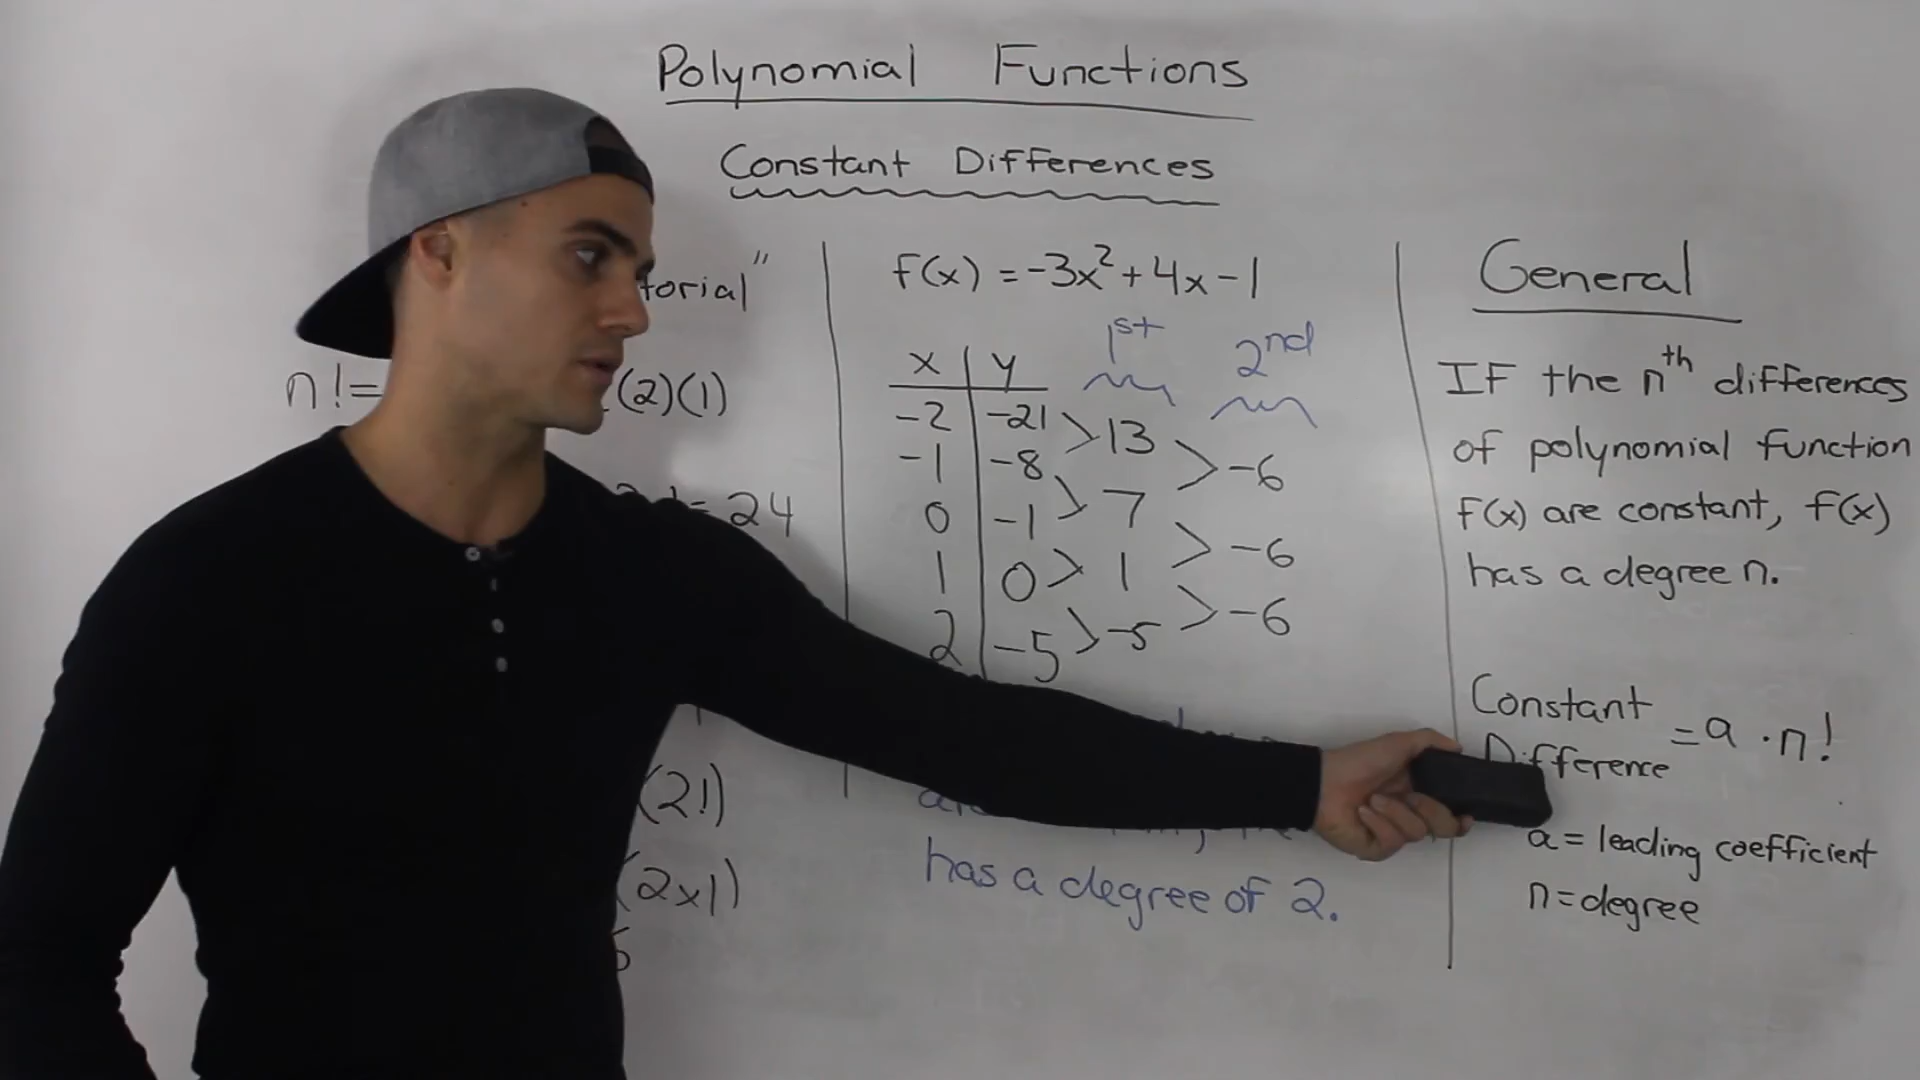 Polynomial Functions
Constant Differences
torial"
n!= (2)(1)
= 24
(2!)
(2x1)
f(x) = -3x² + 4x - 1
1st 2nd
x y
-2 -21 > 13
-1 -8 > -6
0 -1 > 7
1 0 > 1 > -6
2 -5 > -5 > -6
has a degree of 2.
General
IF the nth differences
of polynomial function
f(x) are constant, f(x)
has a degree n.
Constant
Difference = a · n!
a = leading coefficient
n = degree